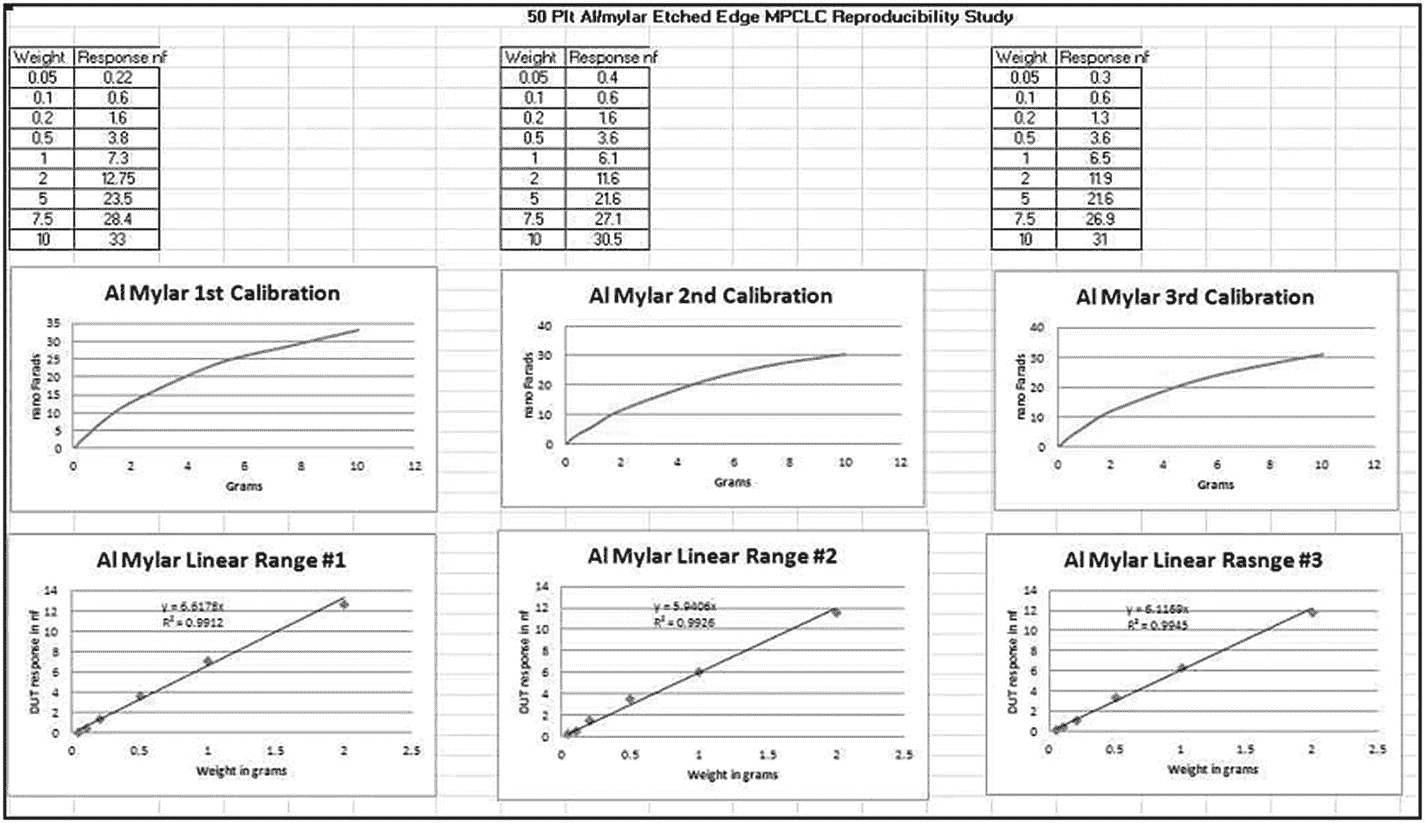 50 Plt Al/mylar Etched Edge MPCLC Reproducibility Study
Weight Response nf
0.05 0.22
0.1 0.6
0.2 1.6
0.5 3.8
1 7.3
2 12.75
5 23.5
7.5 28.4
10 33
Weight Response nf
0.05 0.4
0.1 0.6
0.2 1.6
0.5 3.6
1 6.1
2 11.6
5 21.6
7.5 27.1
10 30.5
Weight Response nf
0.05 0.3
0.1 0.6
0.2 1.3
0.5 3.6
1 6.5
2 11.9
5 21.6
7.5 26.9
10 31
Al Mylar 1st Calibration
nano Farads
35
30
25
20
15
10
5
0
0 2 4 6 8 10 12
Grams
Al Mylar 2nd Calibration
nano Farads
40
30
20
10
0
0 2 4 6 8 10 12
Grams
Al Mylar 3rd Calibration
nano Farads
40
30
20
10
0
0 2 4 6 8 10 12
Grams
Al Mylar Linear Range #1
DUT response in nf
14
12
10
8
6
4
2
0
y = 6.6178x
R² = 0.9912
0 0.5 1 1.5 2 2.5
Weight in grams
Al Mylar Linear Range #2
DUT response in nf
14
12
10
8
6
4
2
0
y = 5.9406x
R² = 0.9926
0 0.5 1 1.5 2 2.5
Weight in grams
Al Mylar Linear Rasnge #3
DUT response in nf
14
12
10
8
6
4
2
0
y = 6.1169x
R² = 0.9945
0 0.5 1 1.5 2 2.5
Weight in grams